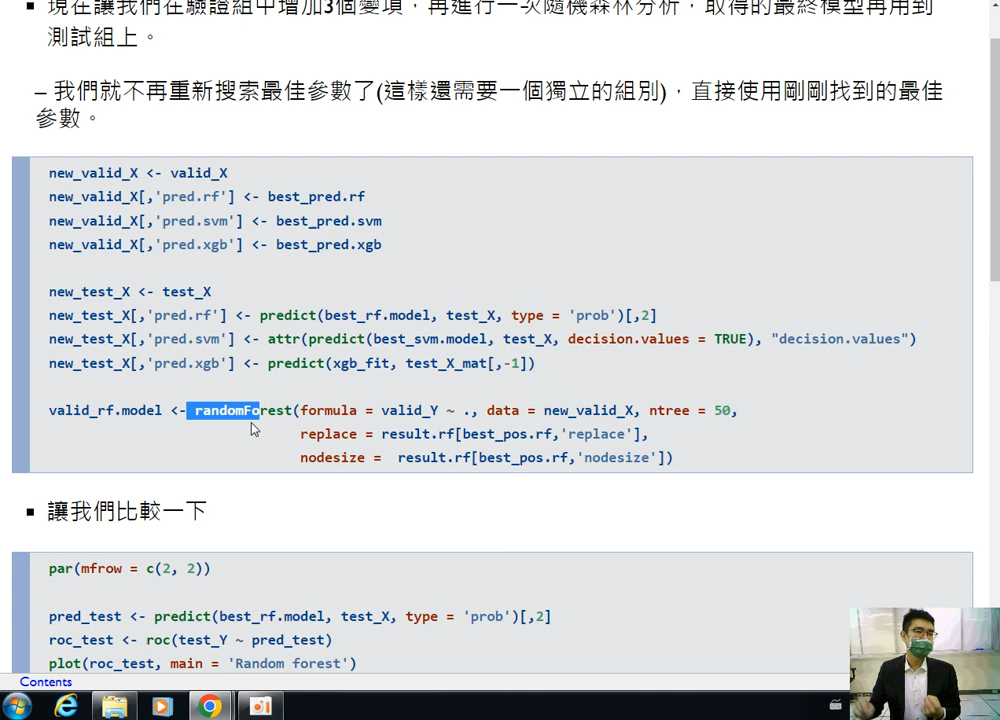 現在讓我們在驗證組中增加3個變項，再進行一次隨機森林分析，取得的最終模型再用到
測試組上。
– 我們就不再重新搜索最佳參數了(這樣還需要一個獨立的組別)，直接使用剛剛找到的最佳
參數。
new_valid_X <- valid_X
new_valid_X[,'pred.rf'] <- best_pred.rf
new_valid_X[,'pred.svm'] <- best_pred.svm
new_valid_X[,'pred.xgb'] <- best_pred.xgb
new_test_X <- test_X
new_test_X[,'pred.rf'] <- predict(best_rf.model, test_X, type = 'prob')[,2]
new_test_X[,'pred.svm'] <- attr(predict(best_svm.model, test_X, decision.values = TRUE), "decision.values")
new_test_X[,'pred.xgb'] <- predict(xgb_fit, test_X_mat[,-1])
valid_rf.model <- randomForest(formula = valid_Y ~ ., data = new_valid_X, ntree = 50,
replace = result.rf[best_pos.rf,'replace'],
nodesize =  result.rf[best_pos.rf,'nodesize'])
讓我們比較一下
par(mfrow = c(2, 2))
pred_test <- predict(best_rf.model, test_X, type = 'prob')[,2]
roc_test <- roc(test_Y ~ pred_test)
plot(roc_test, main = 'Random forest')
Contents